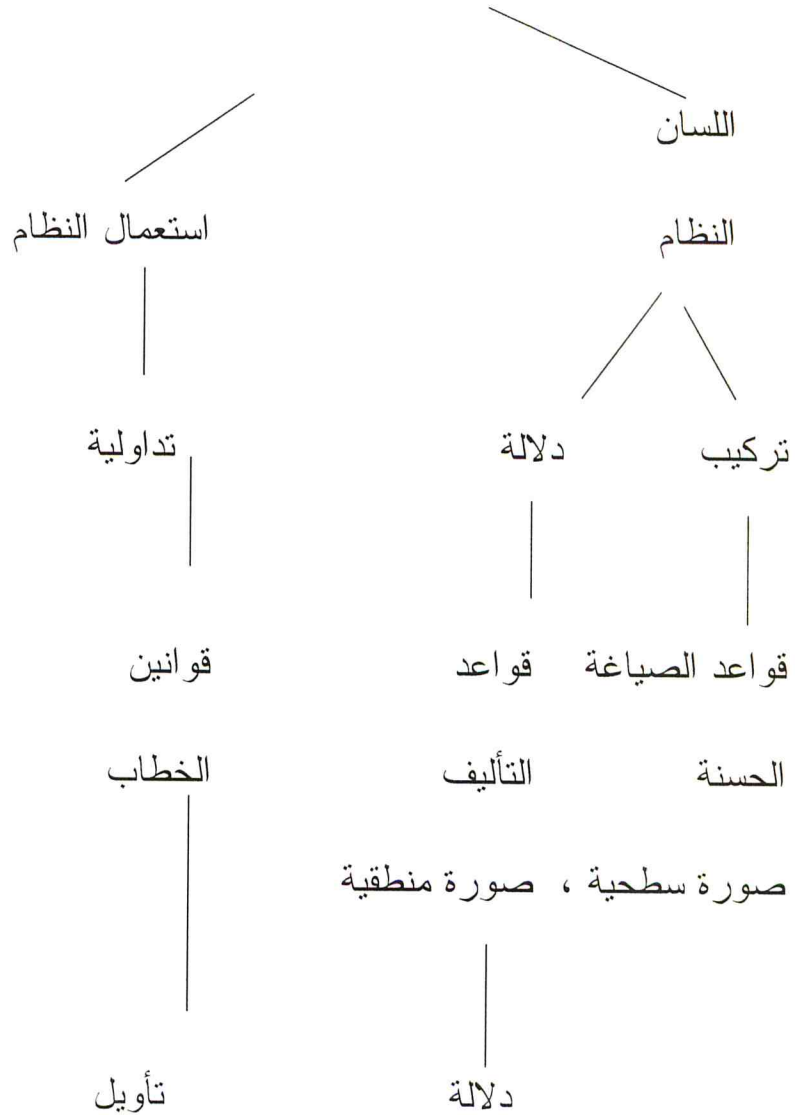 اللسان
النظام استعمال النظام
تركيب دلالة تداولية
قواعد الصياغة قواعد قوانين
الحسنة التأليف الخطاب
صورة سطحية ، صورة منطقية
دلالة تأويل